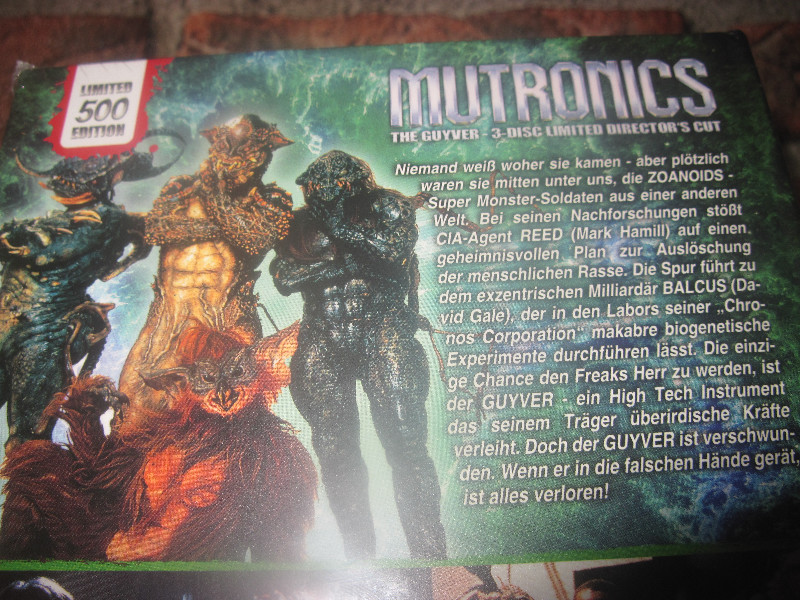 LIMITED
500
EDITION
MUTRONICS
THE GUYVER - 3-DISC LIMITED DIRECTOR'S CUT
Niemand weiß woher sie kamen - aber plötzlich
waren sie mitten unter uns, die ZOANOIDS -
Super Monster-Soldaten aus einer anderen
Welt. Bei seinen Nachforschungen stößt
CIA-Agent REED (Mark Hamill) auf einen
geheimnisvollen Plan zur Auslöschung
der menschlichen Rasse. Die Spur führt zu
dem exzentrischen Milliardär BALCUS (Da-
vid Gale), der in den Labors seiner „Chro-
nos Corporation" makabre biogenetische
Experimente durchführen lässt. Die einzi-
ge Chance den Freaks Herr zu werden, ist
der GUYVER - ein High Tech Instrument
das seinem Träger überirdische Kräfte
verleiht. Doch der GUYVER ist verschwun-
den. Wenn er in die falschen Hände gerät,
ist alles verloren!